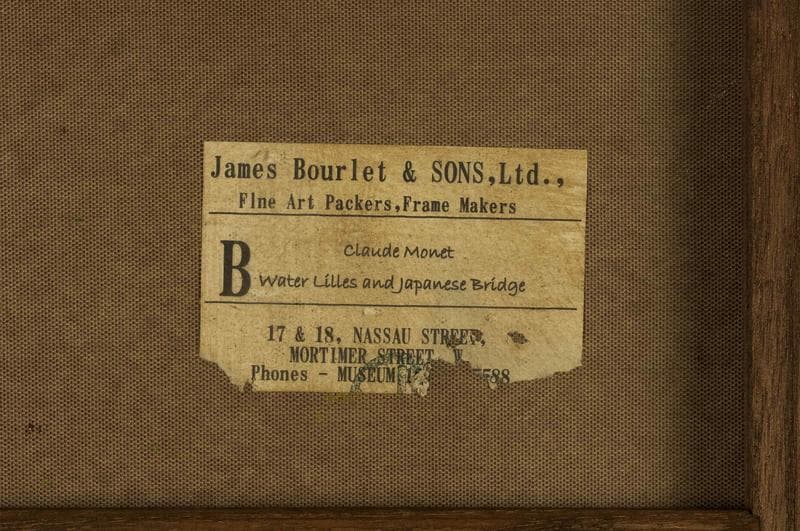 James Bourlet & SONS,Ltd.,
FIne Art Packers,Frame Makers
B
Claude Monet
Water Lilles and Japanese Bridge
17 & 18, NASSAU STREET,
MORTIMER STREET, W
Phones - MUSEUM